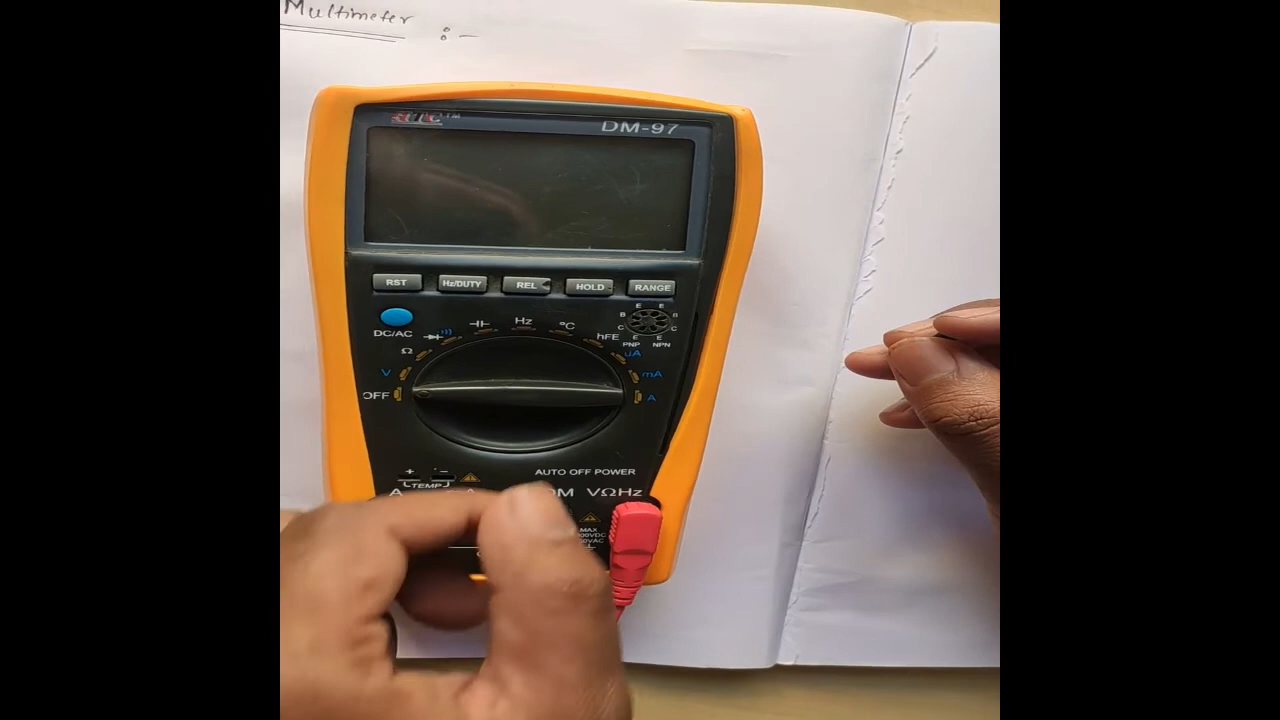 Multimeter :-
DM-97
RST Hz/DUTY REL HOLD RANGE
E E
B B
C C
E E
PNP NPN
DC/AC
Hz °C hFE
Ω uA
V mA
OFF A
AUTO OFF POWER
+ -
TEMP
A VΩHz
MAX